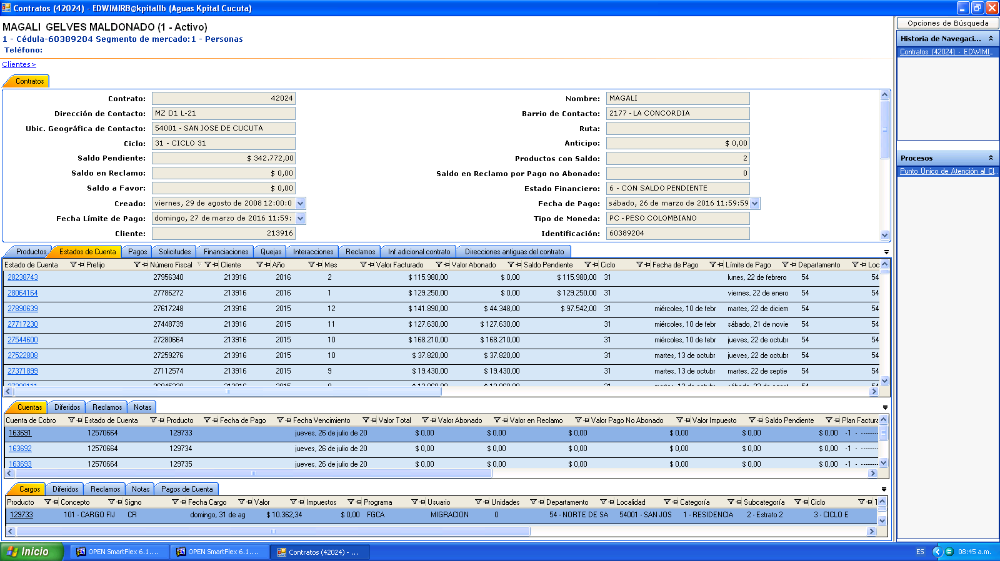 Contratos (42024) - EDWIMIRB@kpitallb (Aguas Kpital Cucuta)
MAGALI  GELVES MALDONADO (1 - Activo)
1 - Cédula-60389204 Segmento de mercado:1 - Personas
Teléfono:
Clientes>
Contratos
Contrato: 42024 Nombre: MAGALI
Dirección de Contacto: MZ D1 L-21 Barrio de Contacto: 2177 - LA CONCORDIA
Ubic. Geográfica de Contacto: 54001 - SAN JOSE DE CUCUTA Ruta:
Ciclo: 31 - CICLO 31 Anticipo: $ 0,00
Saldo Pendiente: $ 342.772,00 Productos con Saldo: 2
Saldo en Reclamo: $ 0,00 Saldo en Reclamo por Pago no Abonado: 0
Saldo a Favor: $ 0,00 Estado Financiero: 6 - CON SALDO PENDIENTE
Creado: viernes, 29 de agosto de 2008 12:00:0 Fecha de Pago: sábado, 26 de marzo de 2016 11:59:59
Fecha Límite de Pago: domingo, 27 de marzo de 2016 11:59: Tipo de Moneda: PC - PESO COLOMBIANO
Cliente: 213916 Identificación: 60389204
Productos Estados de Cuenta Pagos Solicitudes Financiaciones Quejas Interacciones Reclamos Inf adicional contrato Direcciones antiguas del contrato
Estado de Cuenta Prefijo Número Fiscal Cliente Año Mes Valor Facturado Valor Abonado Saldo Pendiente Ciclo Fecha de Pago Límite de Pago Departamento Loc
28238743 27956340 213916 2016 2 $ 115.980,00 $ 0,00 $ 115.980,00 31 lunes, 22 de febrero 54 54
28064164 27786272 213916 2016 1 $ 129.250,00 $ 0,00 $ 129.250,00 31 viernes, 22 de enero 54 54
27890639 27617248 213916 2015 12 $ 141.890,00 $ 44.348,00 $ 97.542,00 31 miércoles, 10 de febr martes, 22 de diciem 54 54
27717230 27448739 213916 2015 11 $ 127.630,00 $ 127.630,00 31 miércoles, 10 de febr sábado, 21 de novie 54 54
27544600 27280664 213916 2015 10 $ 168.210,00 $ 168.210,00 31 miércoles, 10 de febr jueves, 22 de octubr 54 54
27522808 27259276 213916 2015 10 $ 37.820,00 $ 37.820,00 31 martes, 13 de octubr jueves, 22 de octubr 54 54
27371899 27112574 213916 2015 9 $ 19.430,00 $ 19.430,00 31 martes, 13 de octubr martes, 22 de septie 54 54
Cuentas Diferidos Reclamos Notas
Cuenta de Cobro Estado de Cuenta Producto Fecha de Pago Fecha Vencimiento Valor Total Valor Abonado Valor en Reclamo Valor Pago No Abonado Valor Impuesto Saldo Pendiente Plan Factura
163691 12570664 129733 jueves, 26 de julio de 20 $ 0,00 $ 0,00 $ 0,00 $ 0,00 $ 0,00 $ 0,00 -1 - ---------
163692 12570664 129734 jueves, 26 de julio de 20 $ 0,00 $ 0,00 $ 0,00 $ 0,00 $ 0,00 $ 0,00 -1 - ---------
163693 12570664 129735 jueves, 26 de julio de 20 $ 0,00 $ 0,00 $ 0,00 $ 0,00 $ 0,00 $ 0,00 -1 - ---------
Cargos Diferidos Reclamos Notas Pagos de Cuenta
Producto Concepto Signo Fecha Cargo Valor Impuestos Programa Usuario Unidades Departamento Localidad Categoría Subcategoría Ciclo
129733 101 - CARGO FIJ CR domingo, 31 de ag $ 10.362,34 $ 0,00 FGCA MIGRACION 0 54 - NORTE DE SA 54001 - SAN JOS 1 - RESIDENCIA 2 - Estrato 2 3 - CICLO E
Opciones de Búsqueda
Historia de Navegaci...
Contratos (42024) - EDWIMI...
Procesos
Punto Único de Atención al Cl...
Inicio OPEN SmartFlex 6.1.... OPEN SmartFlex 6.1.... Contratos (42024) - ... ES 08:45 a.m.